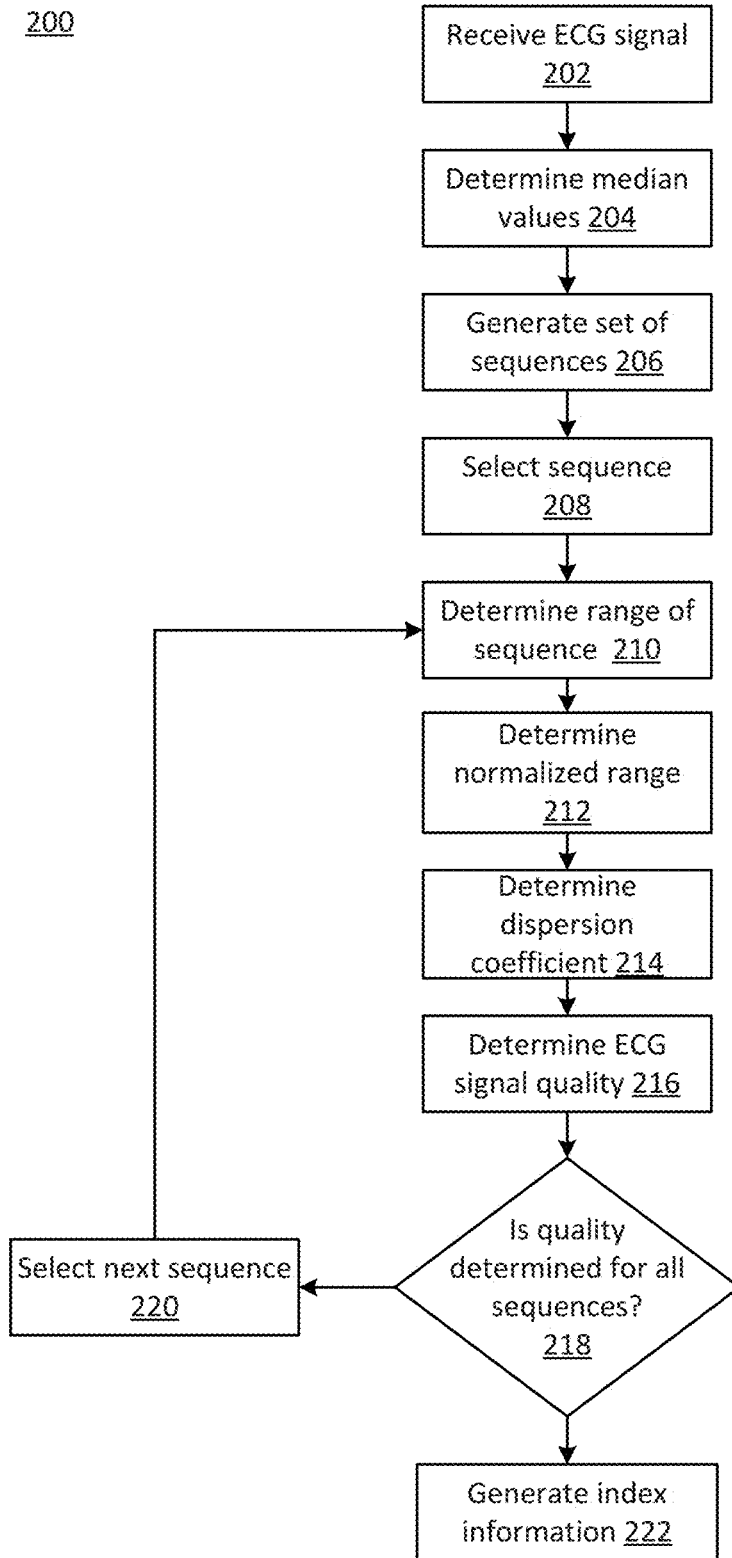 200
Receive ECG signal
202
Determine median
values 204
Generate set of
sequences 206
Select sequence
208
Determine range of
sequence 210
Determine
normalized range
212
Determine
dispersion
coefficient 214
Determine ECG
signal quality 216
Is quality
determined for all
sequences?
218
Select next sequence
220
Generate index
information 222